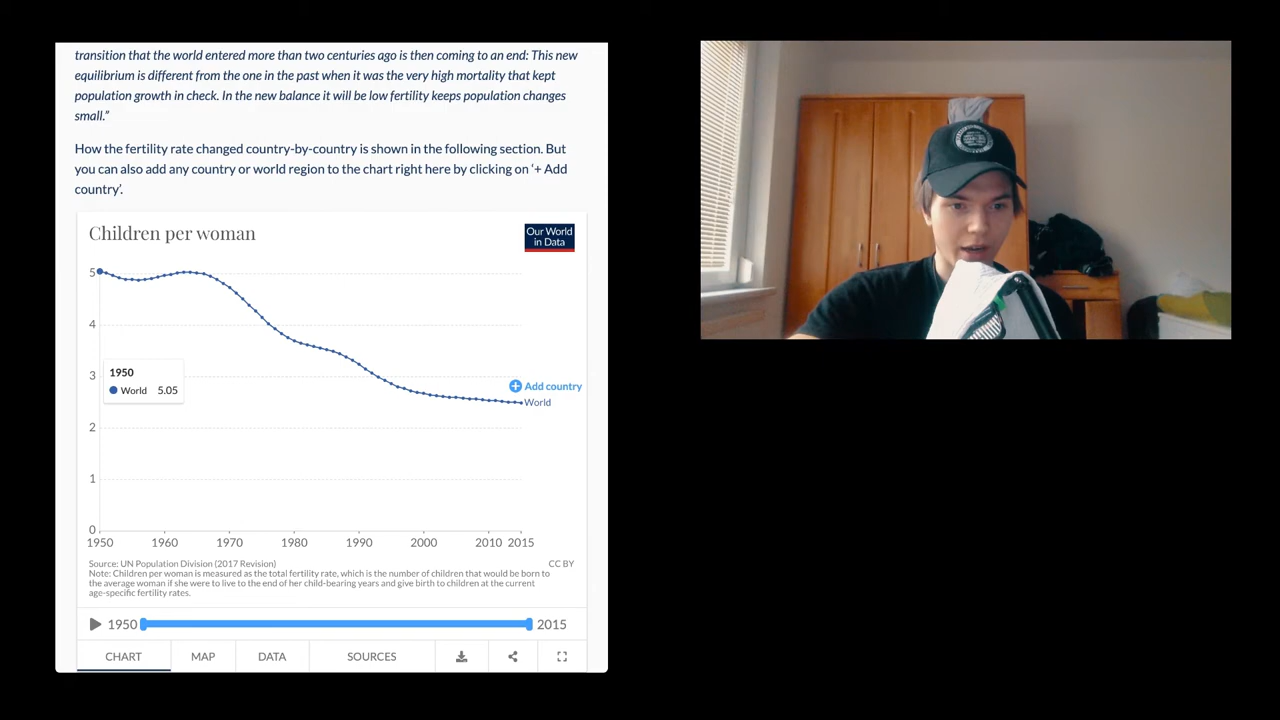 transition that the world entered more than two centuries ago is then coming to an end: This new
equilibrium is different from the one in the past when it was the very high mortality that kept
population growth in check. In the new balance it will be low fertility keeps population changes
small.”
How the fertility rate changed country-by-country is shown in the following section. But
you can also add any country or world region to the chart right here by clicking on ‘+ Add
country’.
Children per woman
Our World
in Data
5
4
3
2
1
0
1950
World 5.05
Add country
World
1950 1960 1970 1980 1990 2000 2010 2015
Source: UN Population Division (2017 Revision) CC BY
Note: Children per woman is measured as the total fertility rate, which is the number of children that would be born to
the average woman if she were to live to the end of her child-bearing years and give birth to children at the current
age-specific fertility rates.
1950 2015
CHART MAP DATA SOURCES